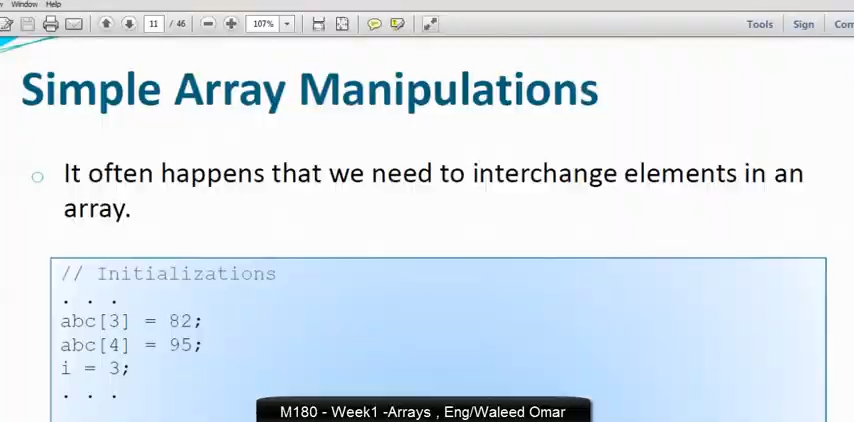 Window Help
11 / 46 107% Tools Sign
Simple Array Manipulations
It often happens that we need to interchange elements in an
array.
// Initializations
. . .
abc[3] = 82;
abc[4] = 95;
i = 3;
. . .
M180 - Week1 -Arrays , Eng/Waleed Omar